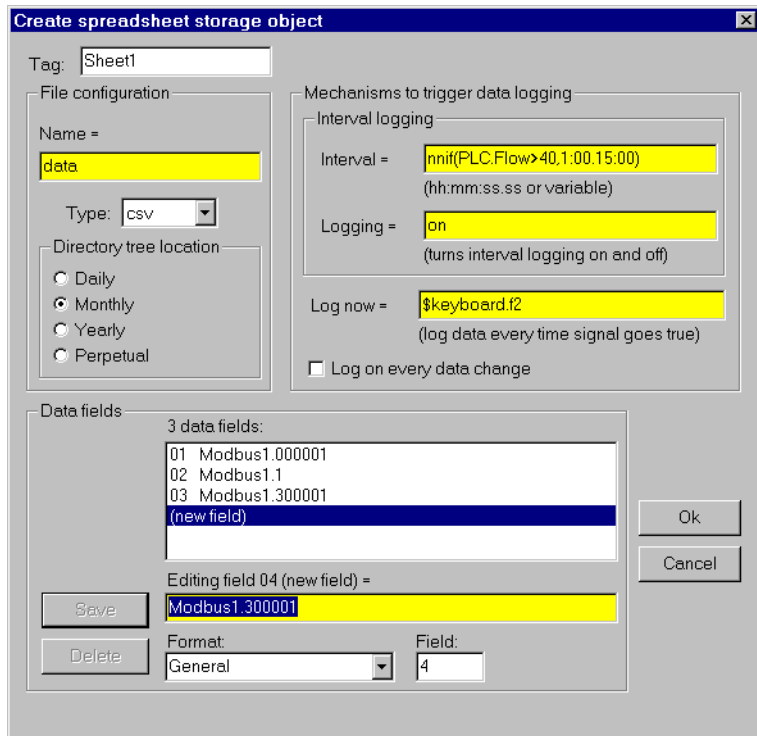 Create spreadsheet storage object
Tag: Sheet1
File configuration
Name =
data
Type: csv
Directory tree location
Daily
Monthly
Yearly
Perpetual
Mechanisms to trigger data logging
Interval logging
Interval = nnif(PLC.Flow>40,1:00.15:00)
(hh:mm:ss.ss or variable)
Logging = on
(turns interval logging on and off)
Log now = $keyboard.f2
(log data every time signal goes true)
Log on every data change
Data fields
3 data fields:
01 Modbus1.000001
02 Modbus1.1
03 Modbus1.300001
(new field)
Editing field 04 (new field) =
Modbus1.300001
Save
Delete
Format:
General
Field:
4
Ok
Cancel